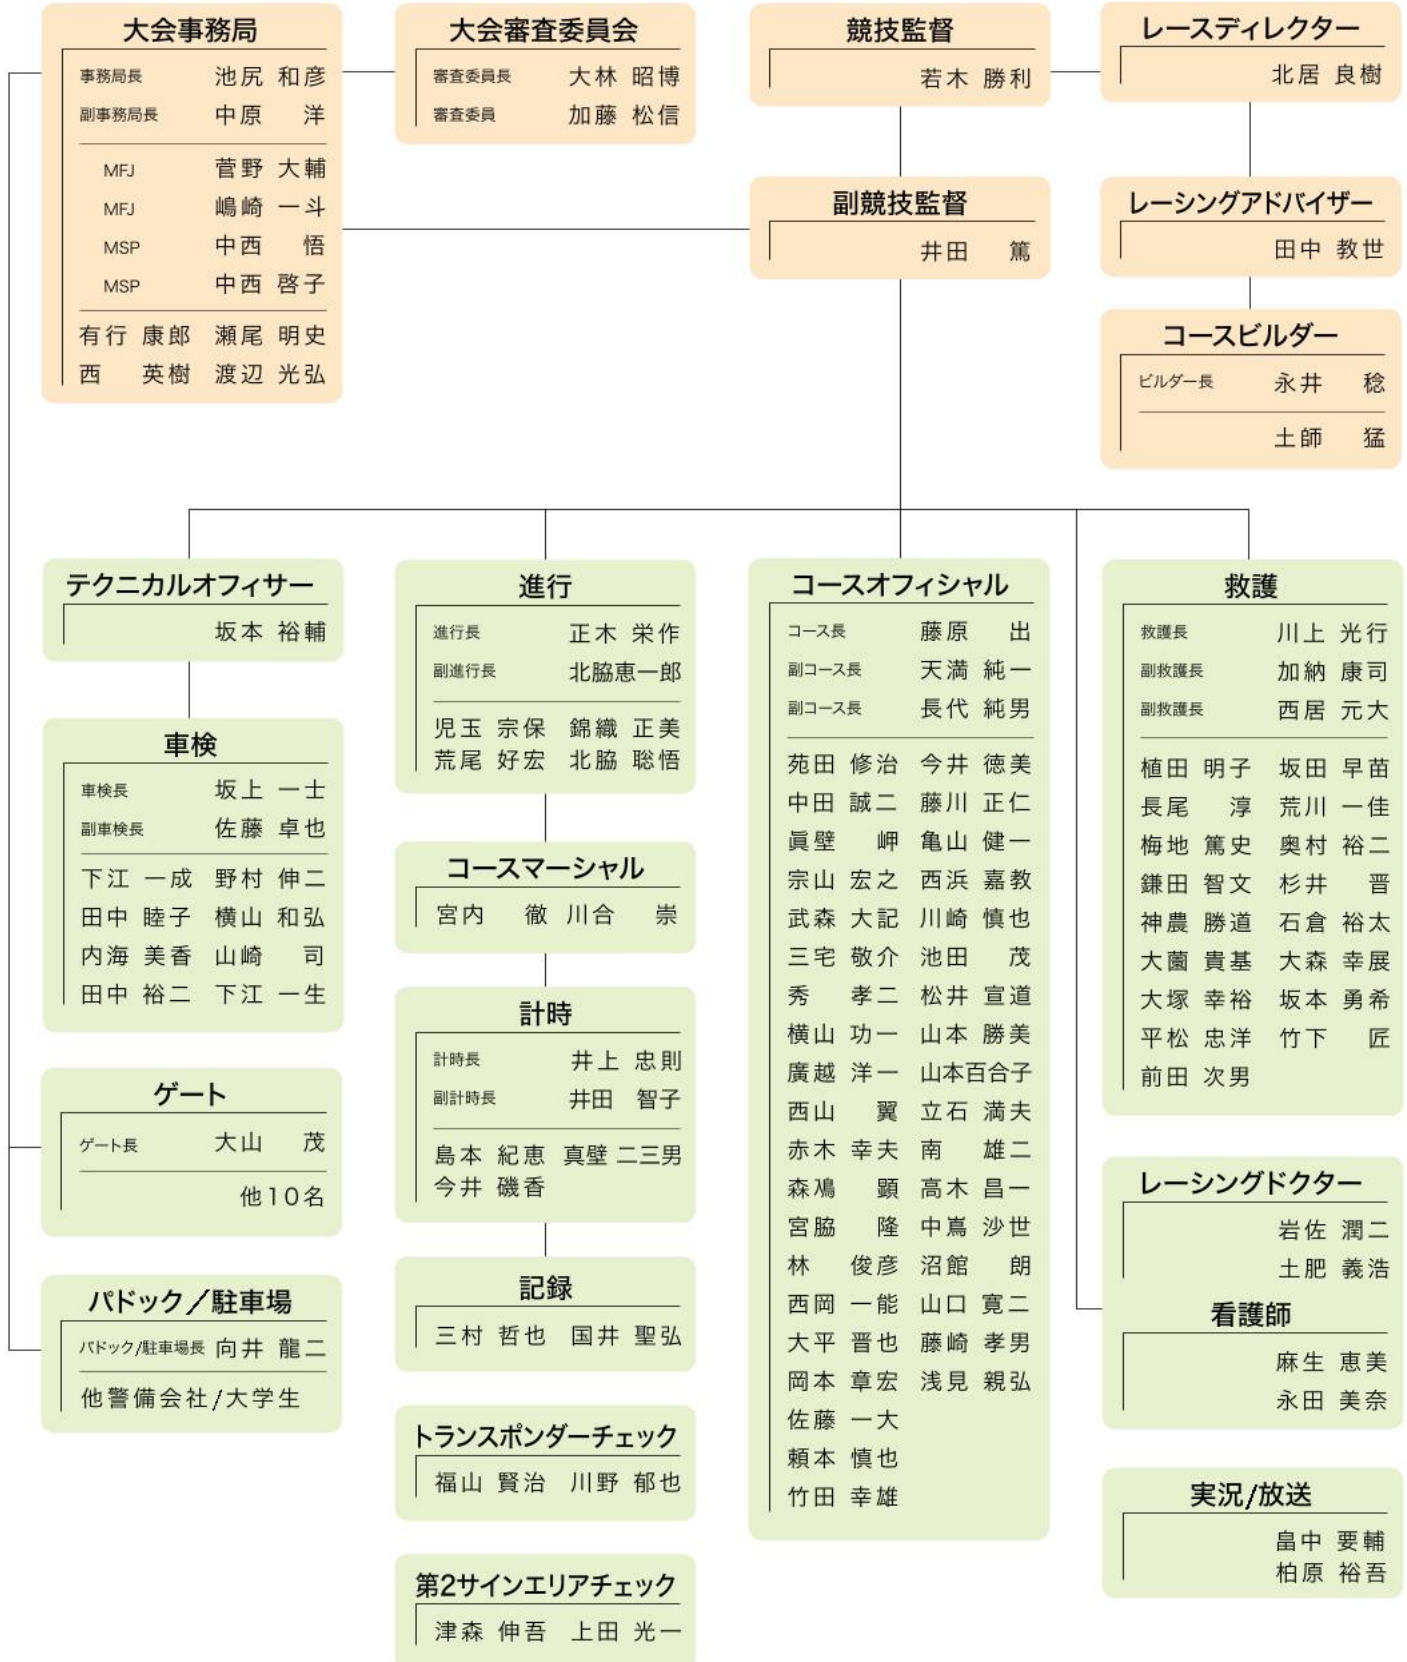 大会事務局
事務局長 池尻 和彦
副事務局長 中原 洋
MFJ 菅野 大輔
MFJ 嶋崎 一斗
MSP 中西 悟
MSP 中西 啓子
有行 康郎 瀬尾 明史
西 英樹 渡辺 光弘
大会審査委員会
審査委員長 大林 昭博
審査委員 加藤 松信
競技監督
若木 勝利
レースディレクター
北居 良樹
副競技監督
井田 篤
レーシングアドバイザー
田中 教世
コースビルダー
ビルダー長 永井 稔
土師 猛
テクニカルオフィサー
坂本 裕輔
車検
車検長 坂上 一士
副車検長 佐藤 卓也
下江 一成 野村 伸二
田中 睦子 横山 和弘
内海 美香 山崎 司
田中 裕二 下江 一生
ゲート
ゲート長 大山 茂
他10名
パドック/駐車場
パドック/駐車場長 向井 龍二
他警備会社/大学生
進行
進行長 正木 栄作
副進行長 北脇恵一郎
児玉 宗保 錦織 正美
荒尾 好宏 北脇 聡悟
コースマーシャル
宮内 徹 川合 崇
計時
計時長 井上 忠則
副計時長 井田 智子
島本 紀恵 真壁 二三男
今井 磯香
記録
三村 哲也 国井 聖弘
トランスポンダーチェック
福山 賢治 川野 郁也
第2サインエリアチェック
津森 伸吾 上田 光一
コースオフィシャル
コース長 藤原 出
副コース長 天満 純一
副コース長 長代 純男
苑田 修治 今井 徳美
中田 誠二 藤川 正仁
眞壁 岬 亀山 健一
宗山 宏之 西浜 嘉教
武森 大記 川崎 慎也
三宅 敬介 池田 茂
秀 孝二 松井 宣道
横山 功一 山本 勝美
廣越 洋一 山本百合子
西山 翼 立石 満夫
赤木 幸夫 南 雄二
森鳰 顕 高木 昌一
宮脇 隆 中嶌 沙世
林 俊彦 沼館 朗
西岡 一能 山口 寛二
大平 晋也 藤崎 孝男
岡本 章宏 浅見 親弘
佐藤 一大
頼本 慎也
竹田 幸雄
救護
救護長 川上 光行
副救護長 加納 康司
副救護長 西居 元大
植田 明子 坂田 早苗
長尾 淳 荒川 一佳
梅地 篤史 奥村 裕二
鎌田 智文 杉井 晋
神農 勝道 石倉 裕太
大薗 貴基 大森 幸展
大塚 幸裕 坂本 勇希
平松 忠洋 竹下 匠
前田 次男
レーシングドクター
岩佐 潤二
土肥 義浩
看護師
麻生 恵美
永田 美奈
実況/放送
畠中 要輔
柏原 裕吾